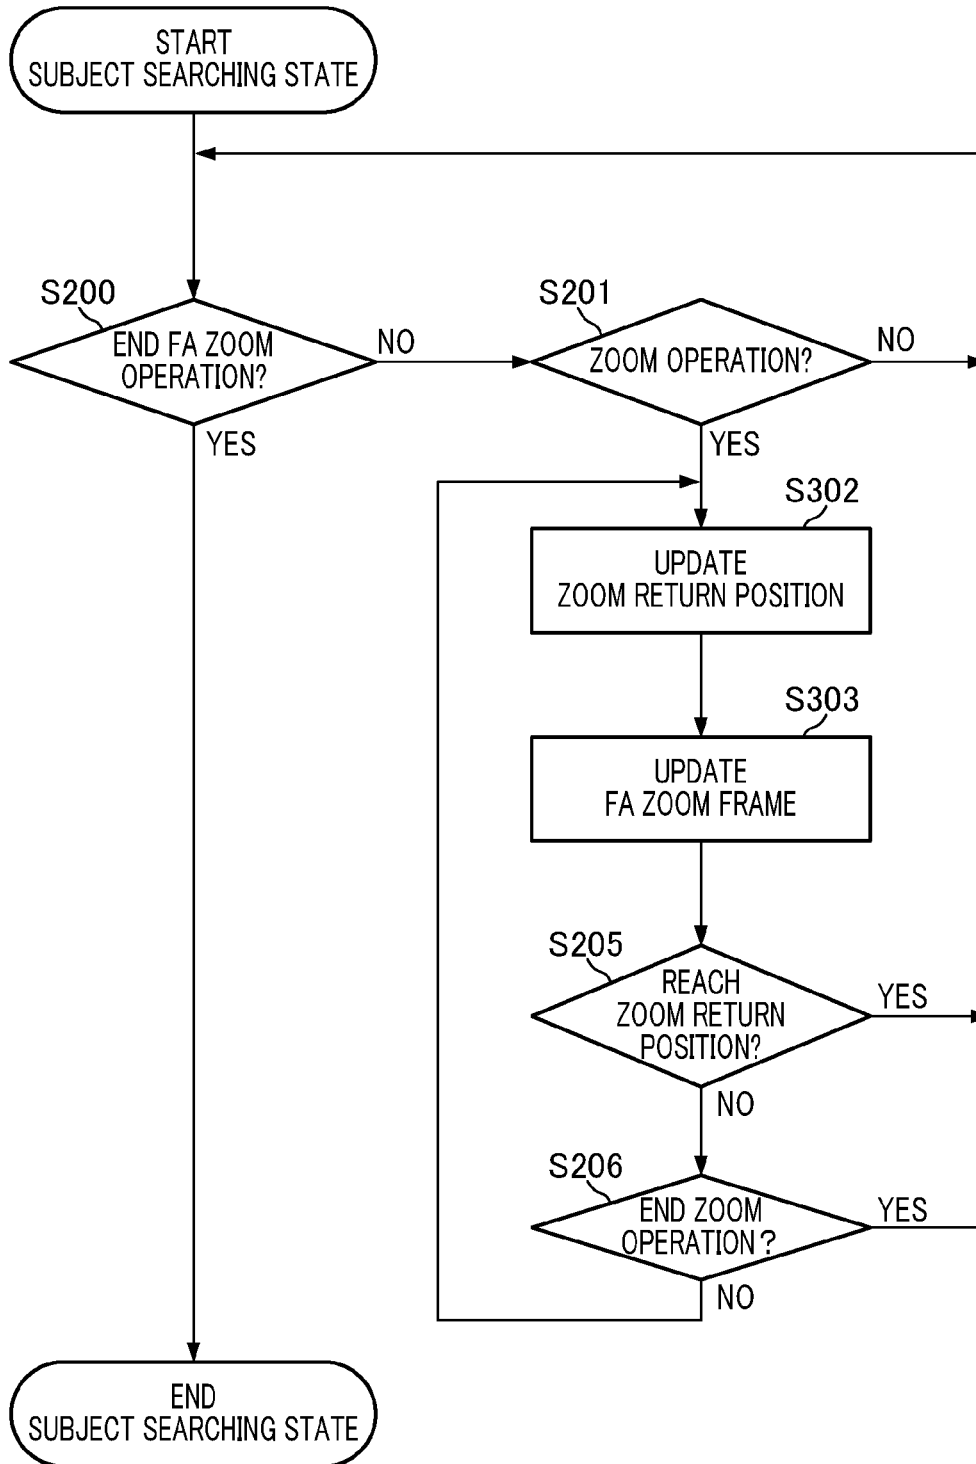 START
SUBJECT SEARCHING STATE
S200
END FA ZOOM
OPERATION?
NO
YES
S201
ZOOM OPERATION?
NO
YES
S302
UPDATE
ZOOM RETURN POSITION
S303
UPDATE
FA ZOOM FRAME
S205
REACH
ZOOM RETURN
POSITION?
YES
NO
S206
END ZOOM
OPERATION?
YES
NO
END
SUBJECT SEARCHING STATE